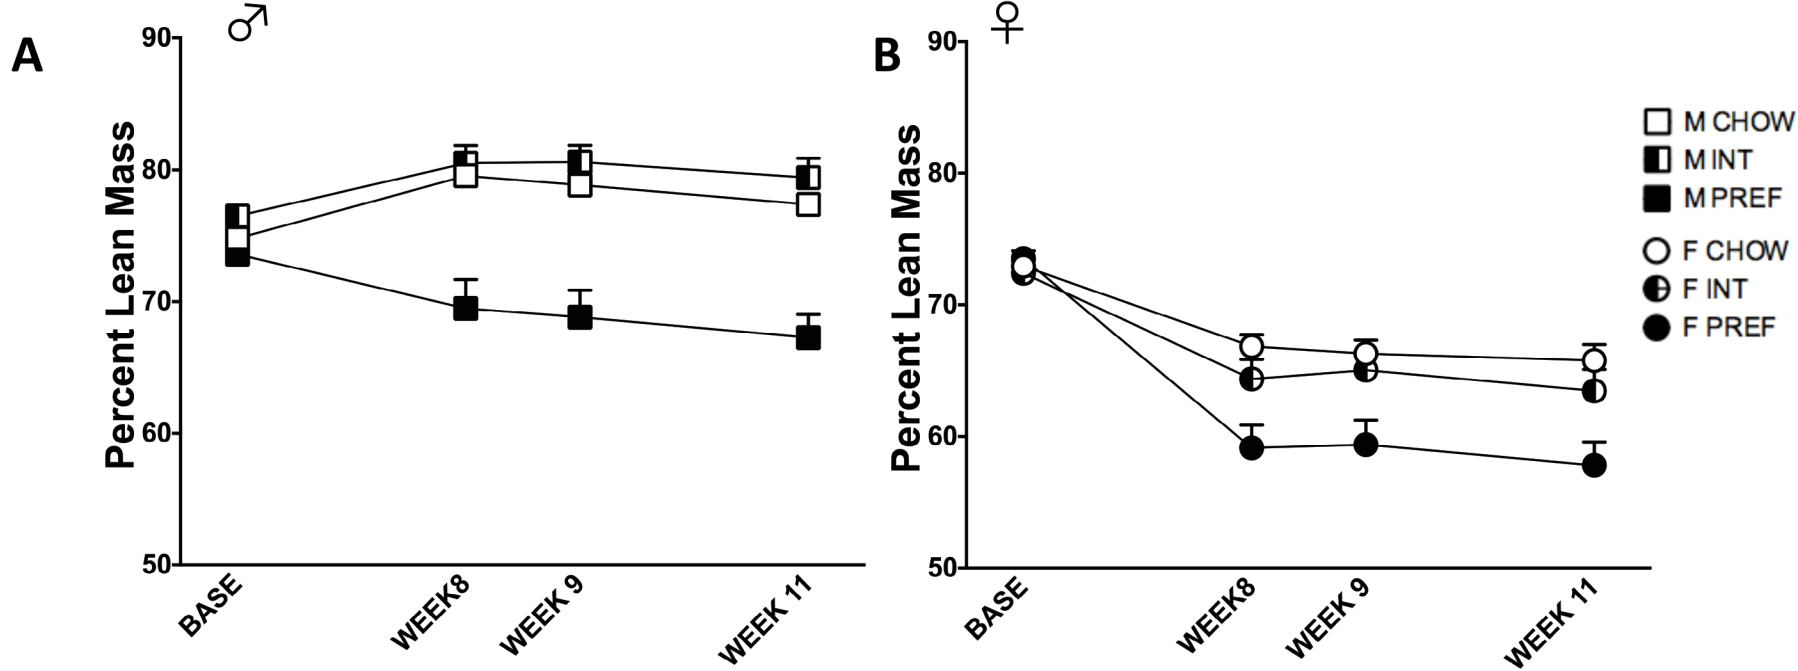 A
♂
Percent Lean Mass
90
80
70
60
50
BASE
WEEK8
WEEK 9
WEEK 11
B
♀
Percent Lean Mass
90
80
70
60
50
BASE
WEEK8
WEEK 9
WEEK 11
M CHOW
M INT
M PREF
F CHOW
F INT
F PREF